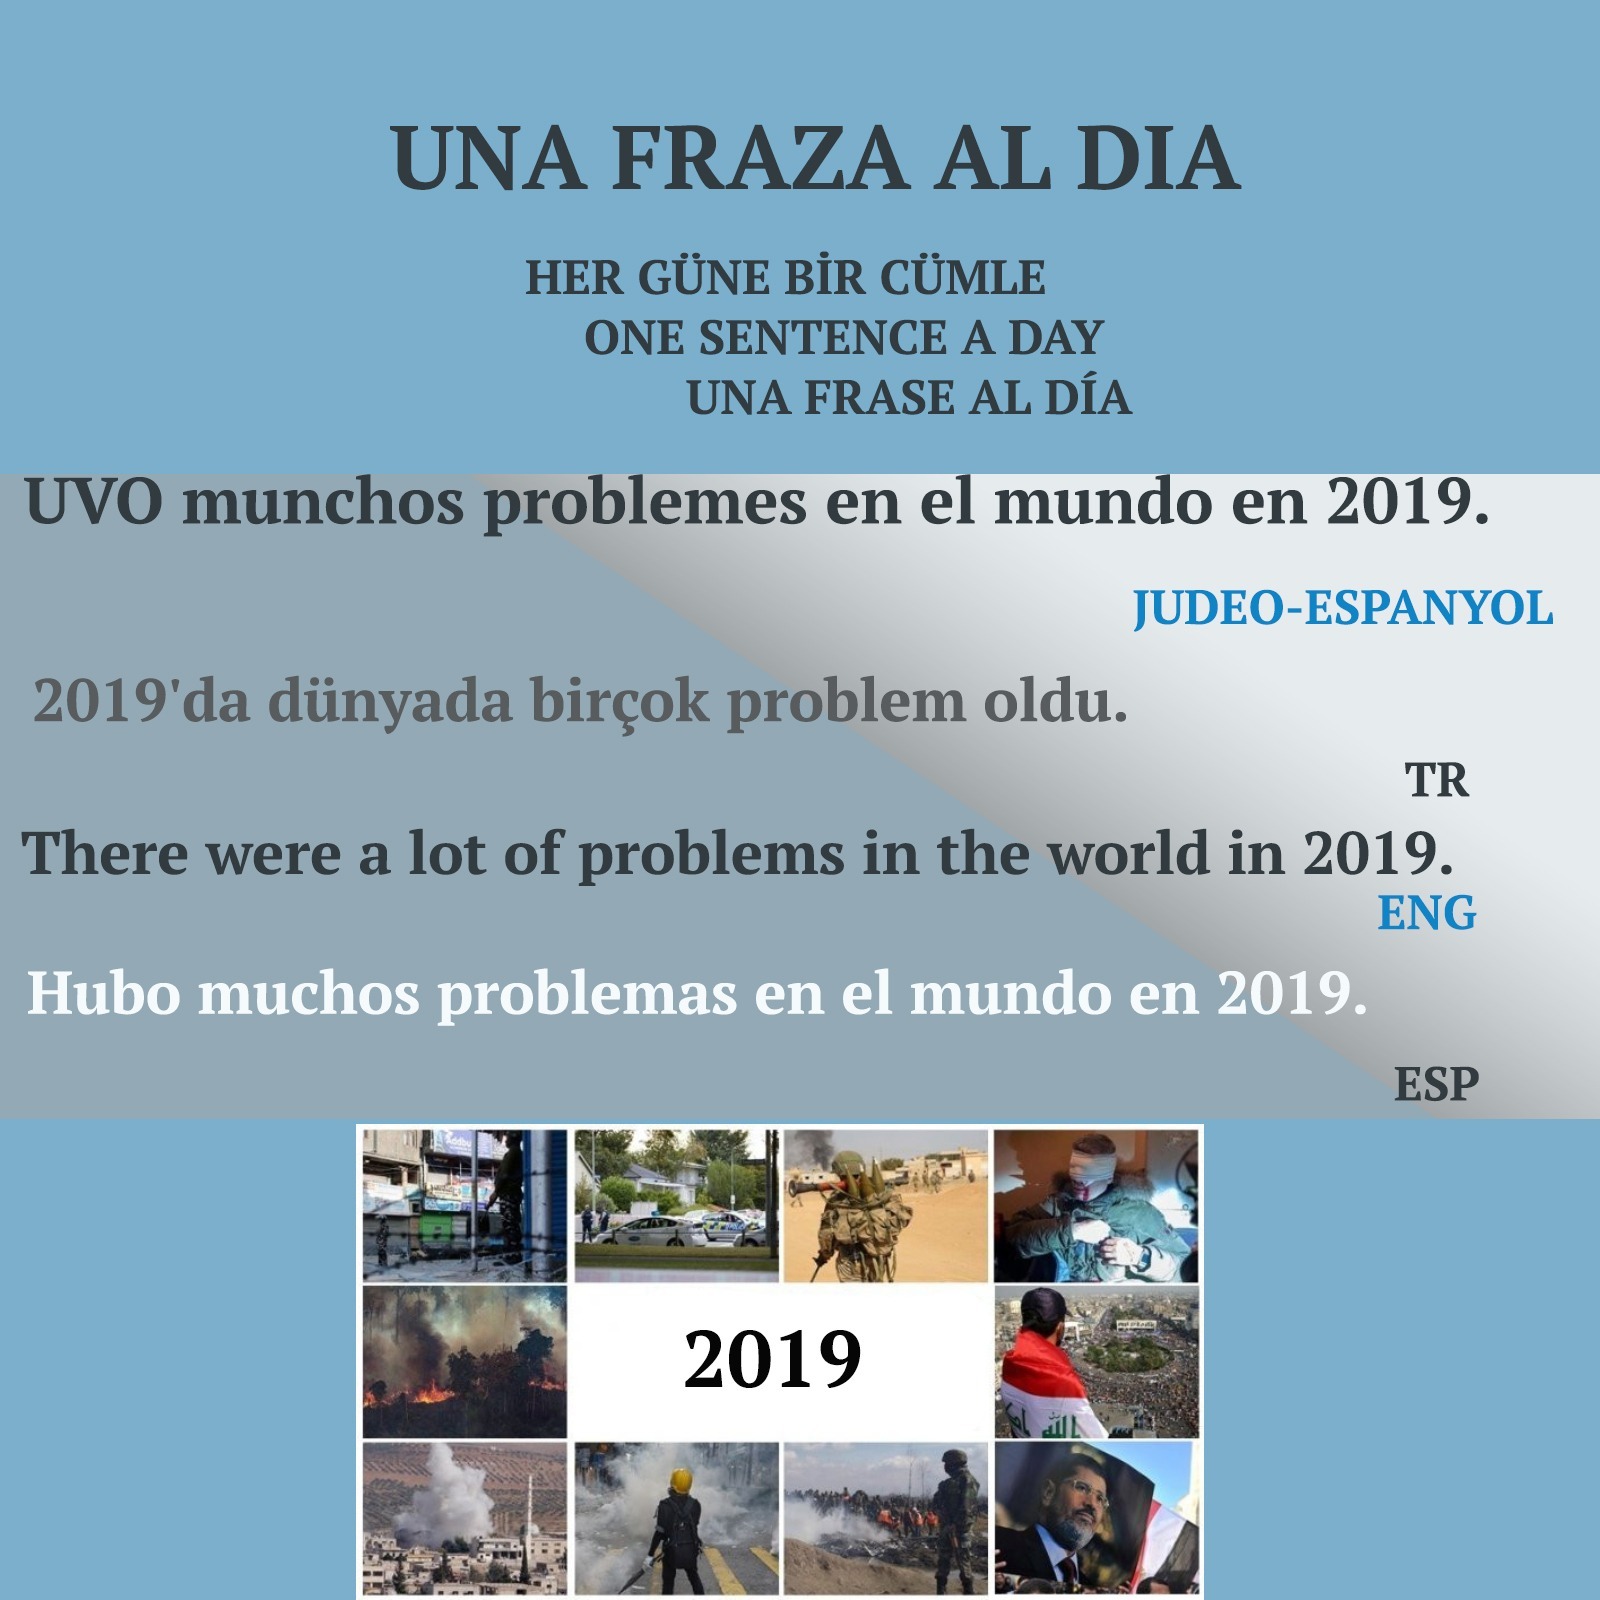 UNA FRAZA AL DIA
HER GÜNE BİR CÜMLE
ONE SENTENCE A DAY
UNA FRASE AL DÍA
UVO munchos problemes en el mundo en 2019.
JUDEO-ESPANYOL
2019'da dünyada birçok problem oldu.
TR
There were a lot of problems in the world in 2019.
ENG
Hubo muchos problemas en el mundo en 2019.
ESP
2019